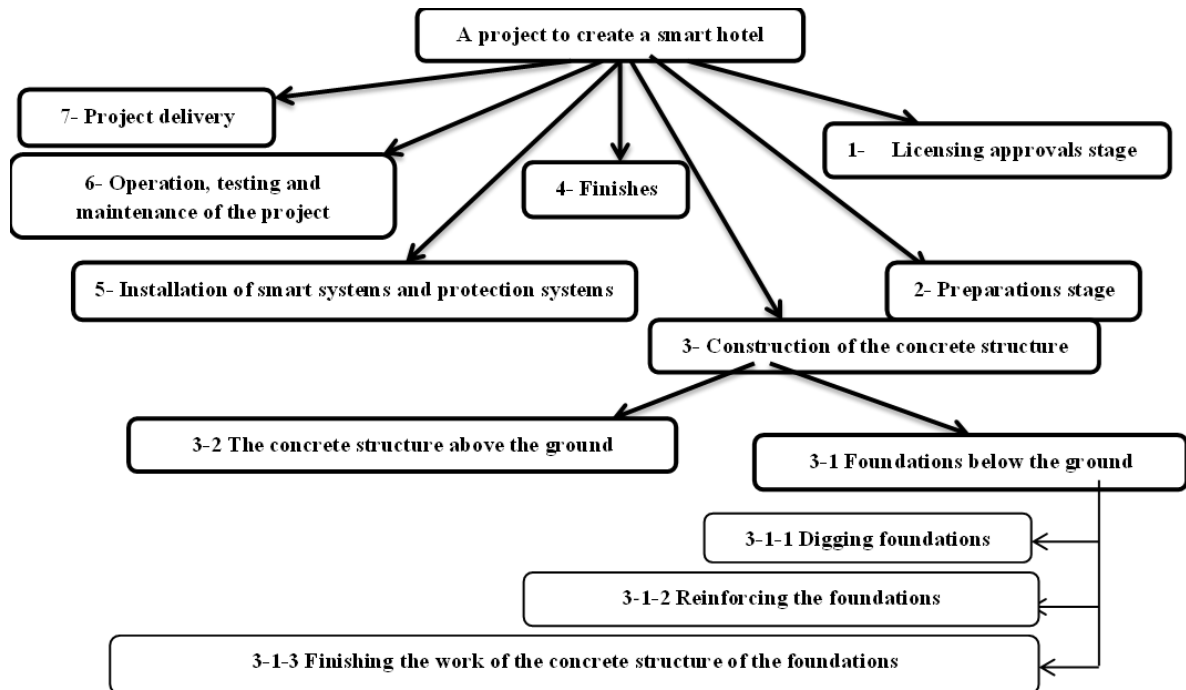 A project to create a smart hotel
7- Project delivery
1- Licensing approvals stage
6- Operation, testing and
maintenance of the project
4- Finishes
5- Installation of smart systems and protection systems
2- Preparations stage
3- Construction of the concrete structure
3-2 The concrete structure above the ground
3-1 Foundations below the ground
3-1-1 Digging foundations
3-1-2 Reinforcing the foundations
3-1-3 Finishing the work of the concrete structure of the foundations